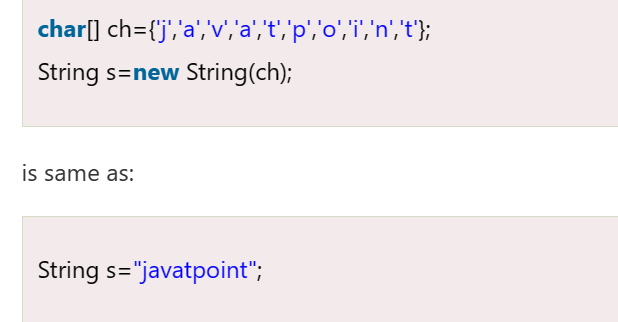 char[] ch={'j','a','v','a','t','p','o','i','n','t'};
String s=new String(ch);
is same as:
String s="javatpoint";